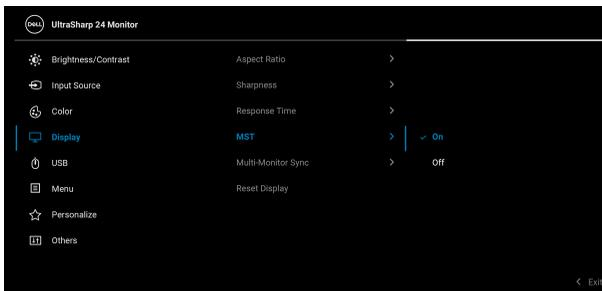 DELL UltraSharp 24 Monitor
Brightness/Contrast Aspect Ratio
Input Source Sharpness
Color Response Time
Display MST On
USB Multi-Monitor Sync Off
Menu Reset Display
Personalize
Others
Exit